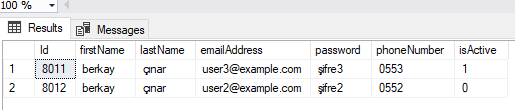 100 %
Results Messages
Id firstName lastName emailAddress password phoneNumber isActive
1 8011 berkay çınar user3@example.com şifre3 0553 1
2 8012 berkay çınar user2@example.com şifre2 0552 0